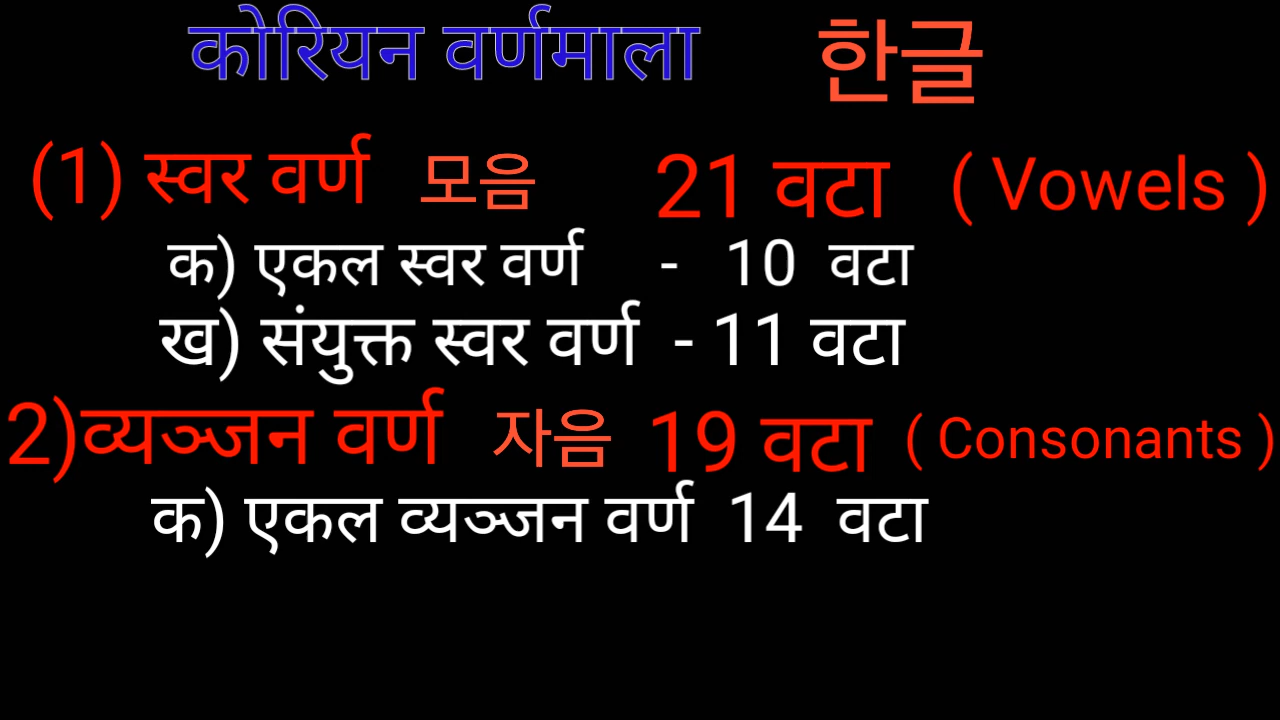 कोरियन वर्णमाला 한글
(1) स्वर वर्ण 모음 21 वटा ( Vowels )
क) एकल स्वर वर्ण - 10 वटा
ख) संयुक्त स्वर वर्ण - 11 वटा
2)व्यञ्जन वर्ण 자음 19 वटा ( Consonants )
क) एकल व्यञ्जन वर्ण 14 वटा